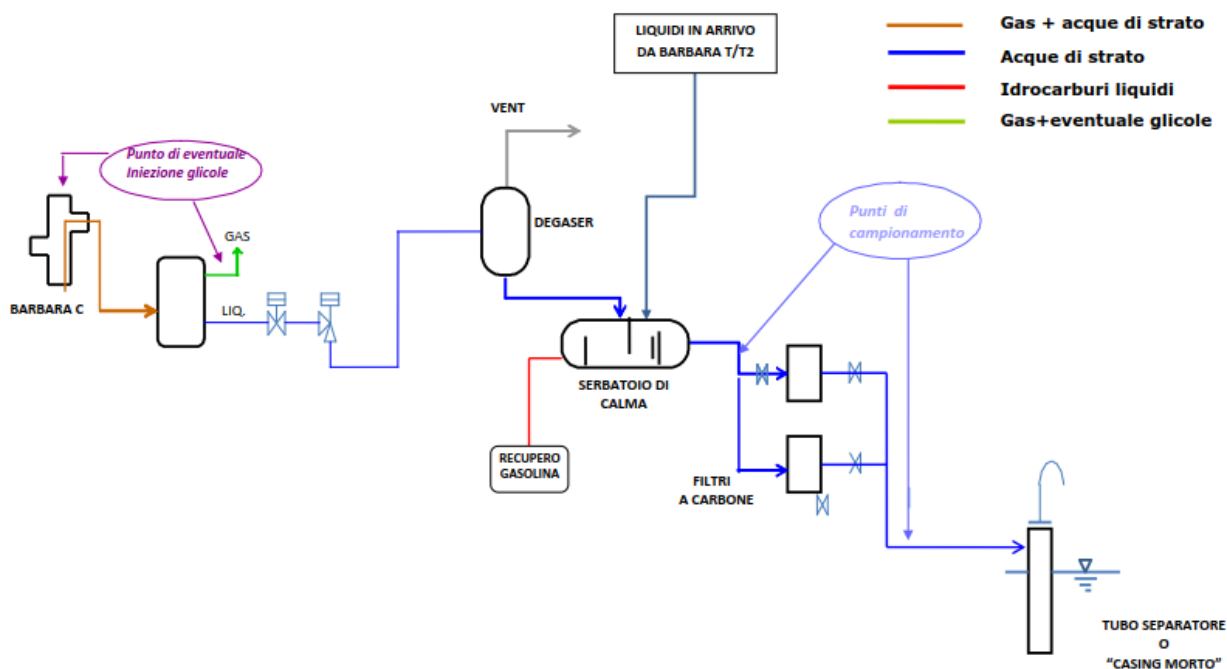 LIQUIDI IN ARRIVO
DA BARBARA T/T2
Gas + acque di strato
Acque di strato
Idrocarburi liquidi
Gas+eventuale glicole
VENT
Punto di eventuale
Iniezione glicole
DEGASER
Punti di
campionamento
GAS
BARBARA C
LIQ.
SERBATOIO DI
CALMA
RECUPERO
GASOLINA
FILTRI
A CARBONE
TUBO SEPARATORE
O
“CASING MORTO”